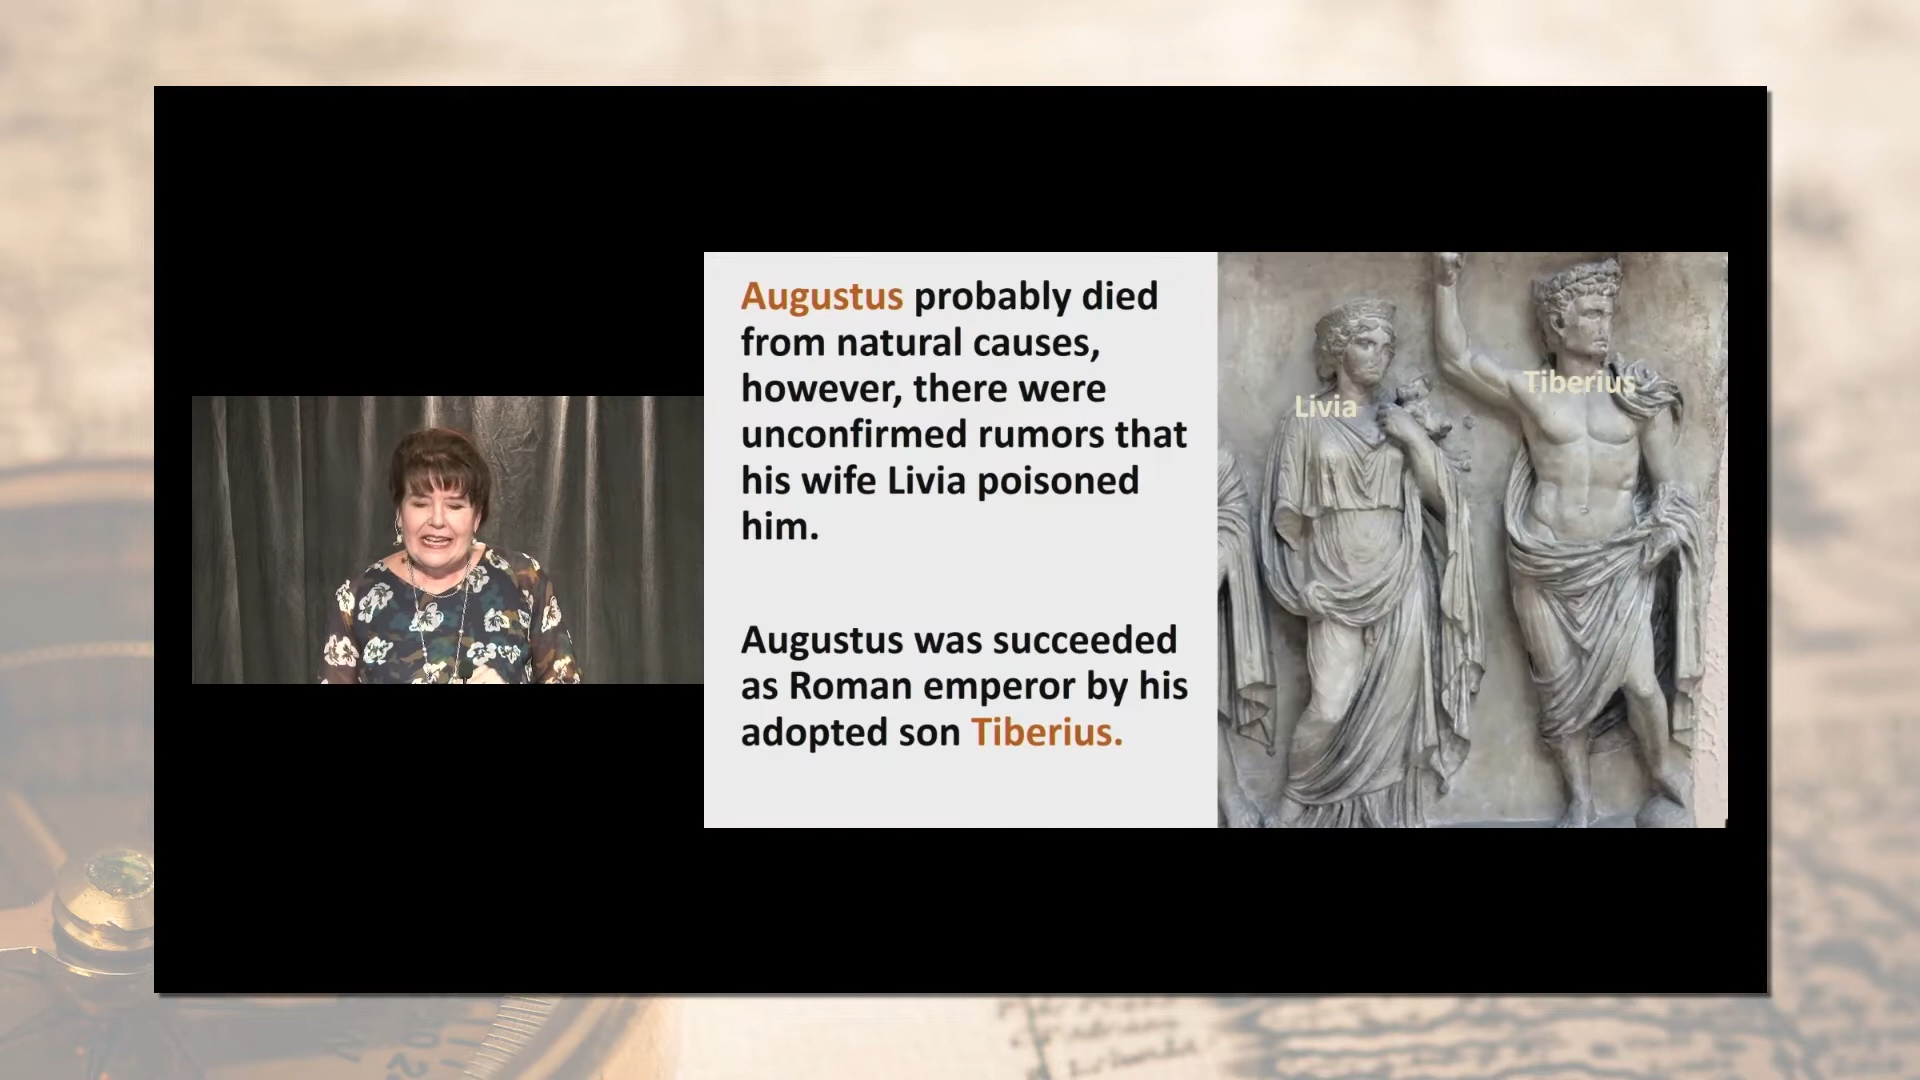 Augustus probably died
from natural causes,
however, there were
unconfirmed rumors that
his wife Livia poisoned
him.
Augustus was succeeded
as Roman emperor by his
adopted son Tiberius.
Livia
Tiberius